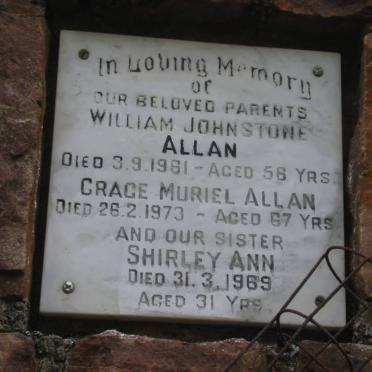 In Loving Memory
of
OUR BELOVED PARENTS
WILLIAM JOHNSTONE
ALLAN
DIED 3.9.1961 - AGED 56 YRS.
GRACE MURIEL ALLAN
DIED 26.2.1973 - AGED 67 YRS
AND OUR SISTER
SHIRLEY ANN
DIED 31.3.1969
AGED 31 YRS.